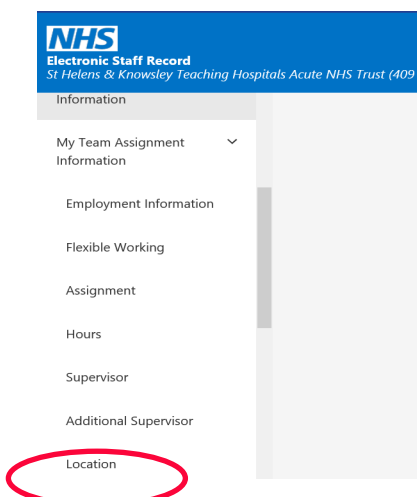 NHS
Electronic Staff Record
St Helens & Knowsley Teaching Hospitals Acute NHS Trust (409
Information
My Team Assignment
Information
Employment Information
Flexible Working
Assignment
Hours
Supervisor
Additional Supervisor
Location